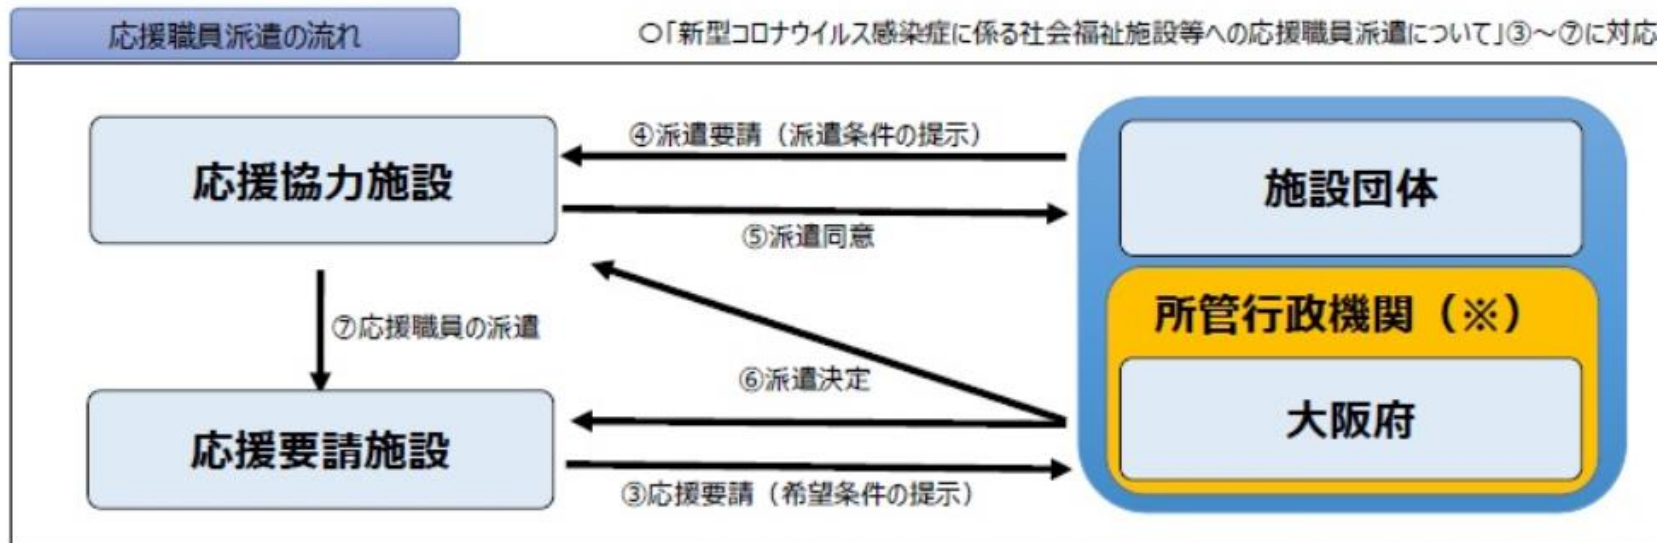 応援職員派遣の流れ
○「新型コロナウイルス感染症に係る社会福祉施設等への応援職員派遣について」③～⑦に対応
④派遣要請（派遣条件の提示）
応援協力施設
施設団体
⑤派遣同意
所管行政機関（※）
⑦応援職員の派遣
⑥派遣決定
大阪府
応援要請施設
③応援要請（希望条件の提示）